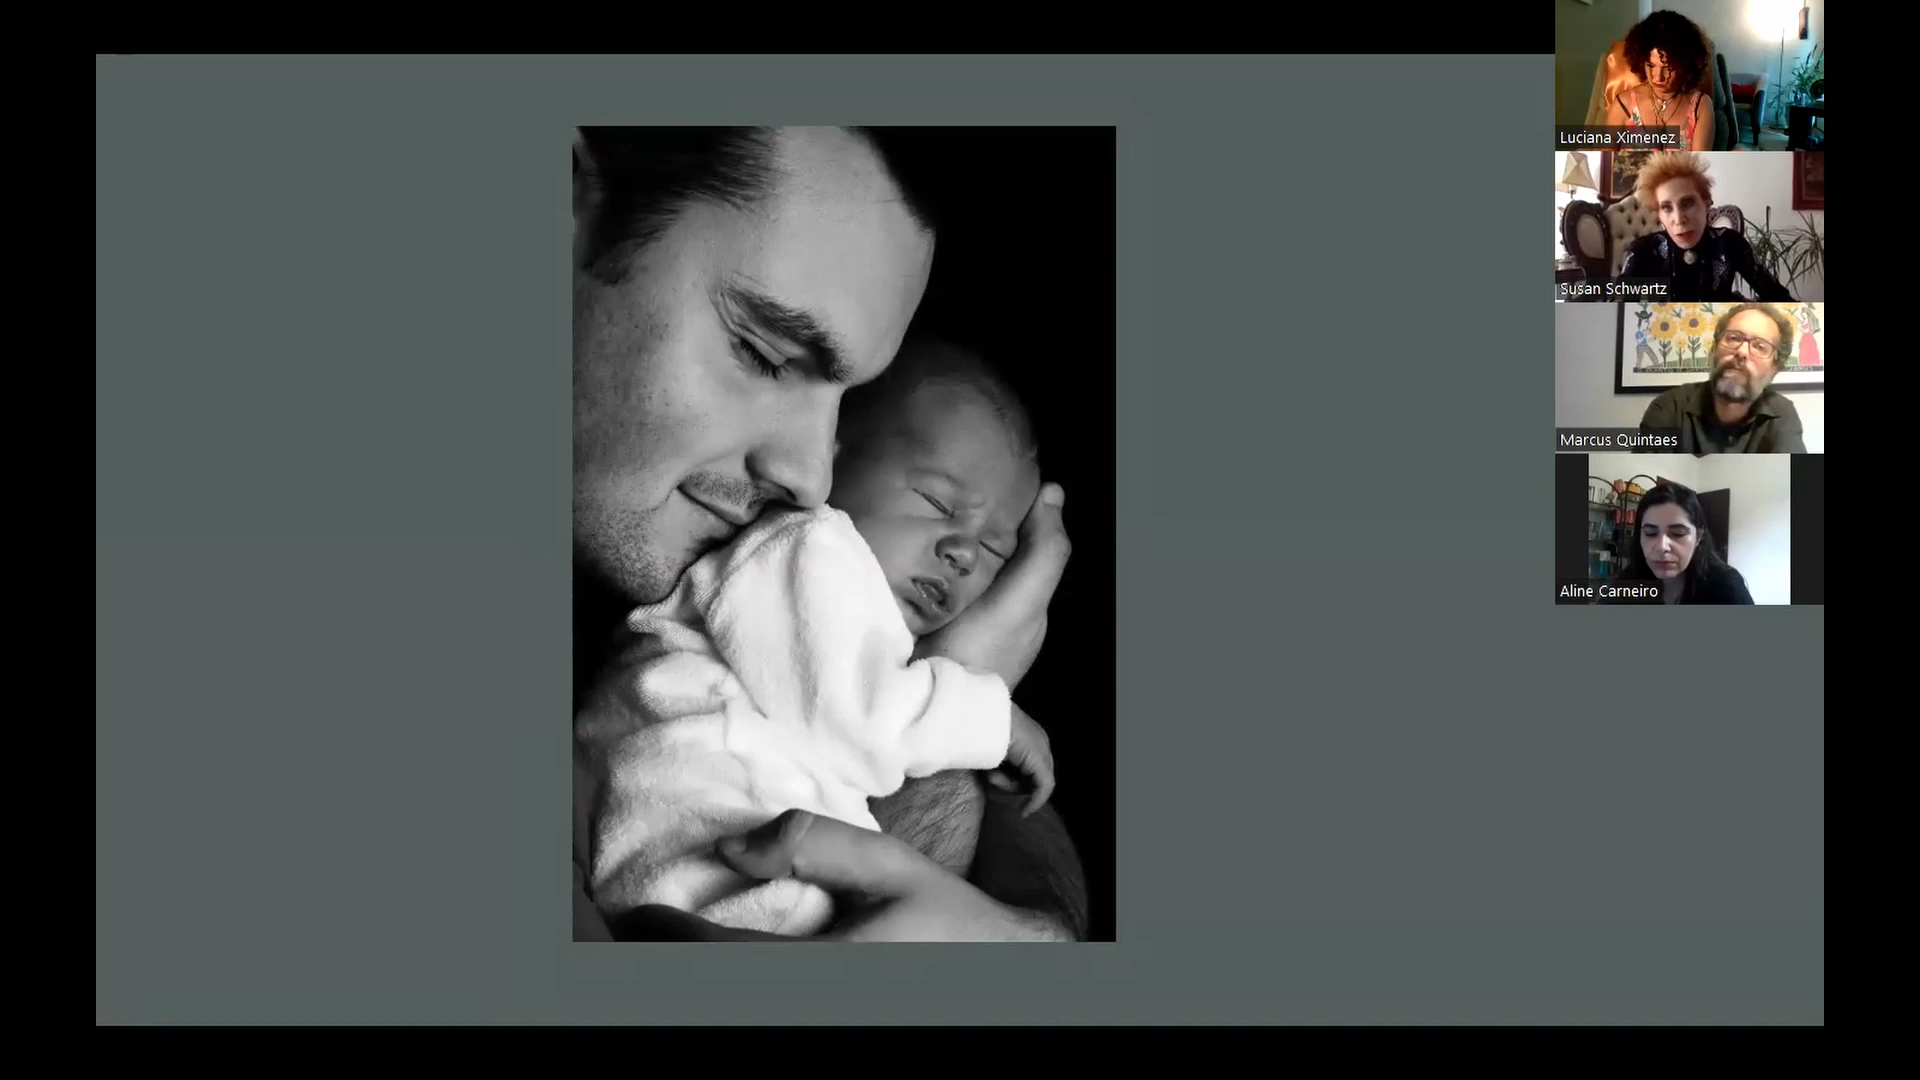 Luciana Ximenez
Susan Schwartz
Marcus Quintaes
Aline Carneiro